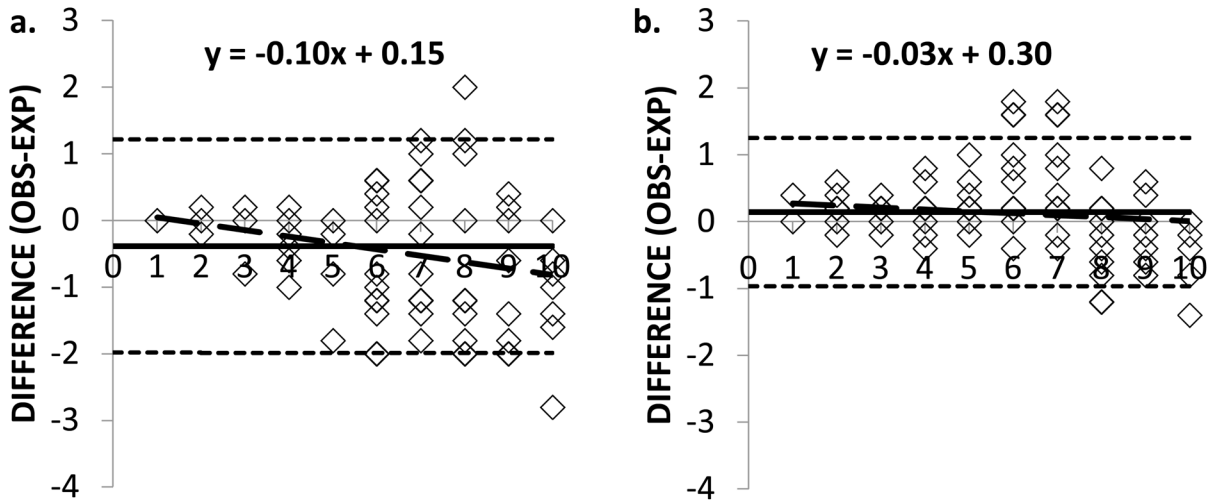 a.
y = -0.10x + 0.15
DIFFERENCE (OBS-EXP)
3
2
1
0
-1
-2
-3
-4
0 1 2 3 4 5 6 7 8 9 10
b.
y = -0.03x + 0.30
DIFFERENCE (OBS-EXP)
3
2
1
0
-1
-2
-3
-4
0 1 2 3 4 5 6 7 8 9 10